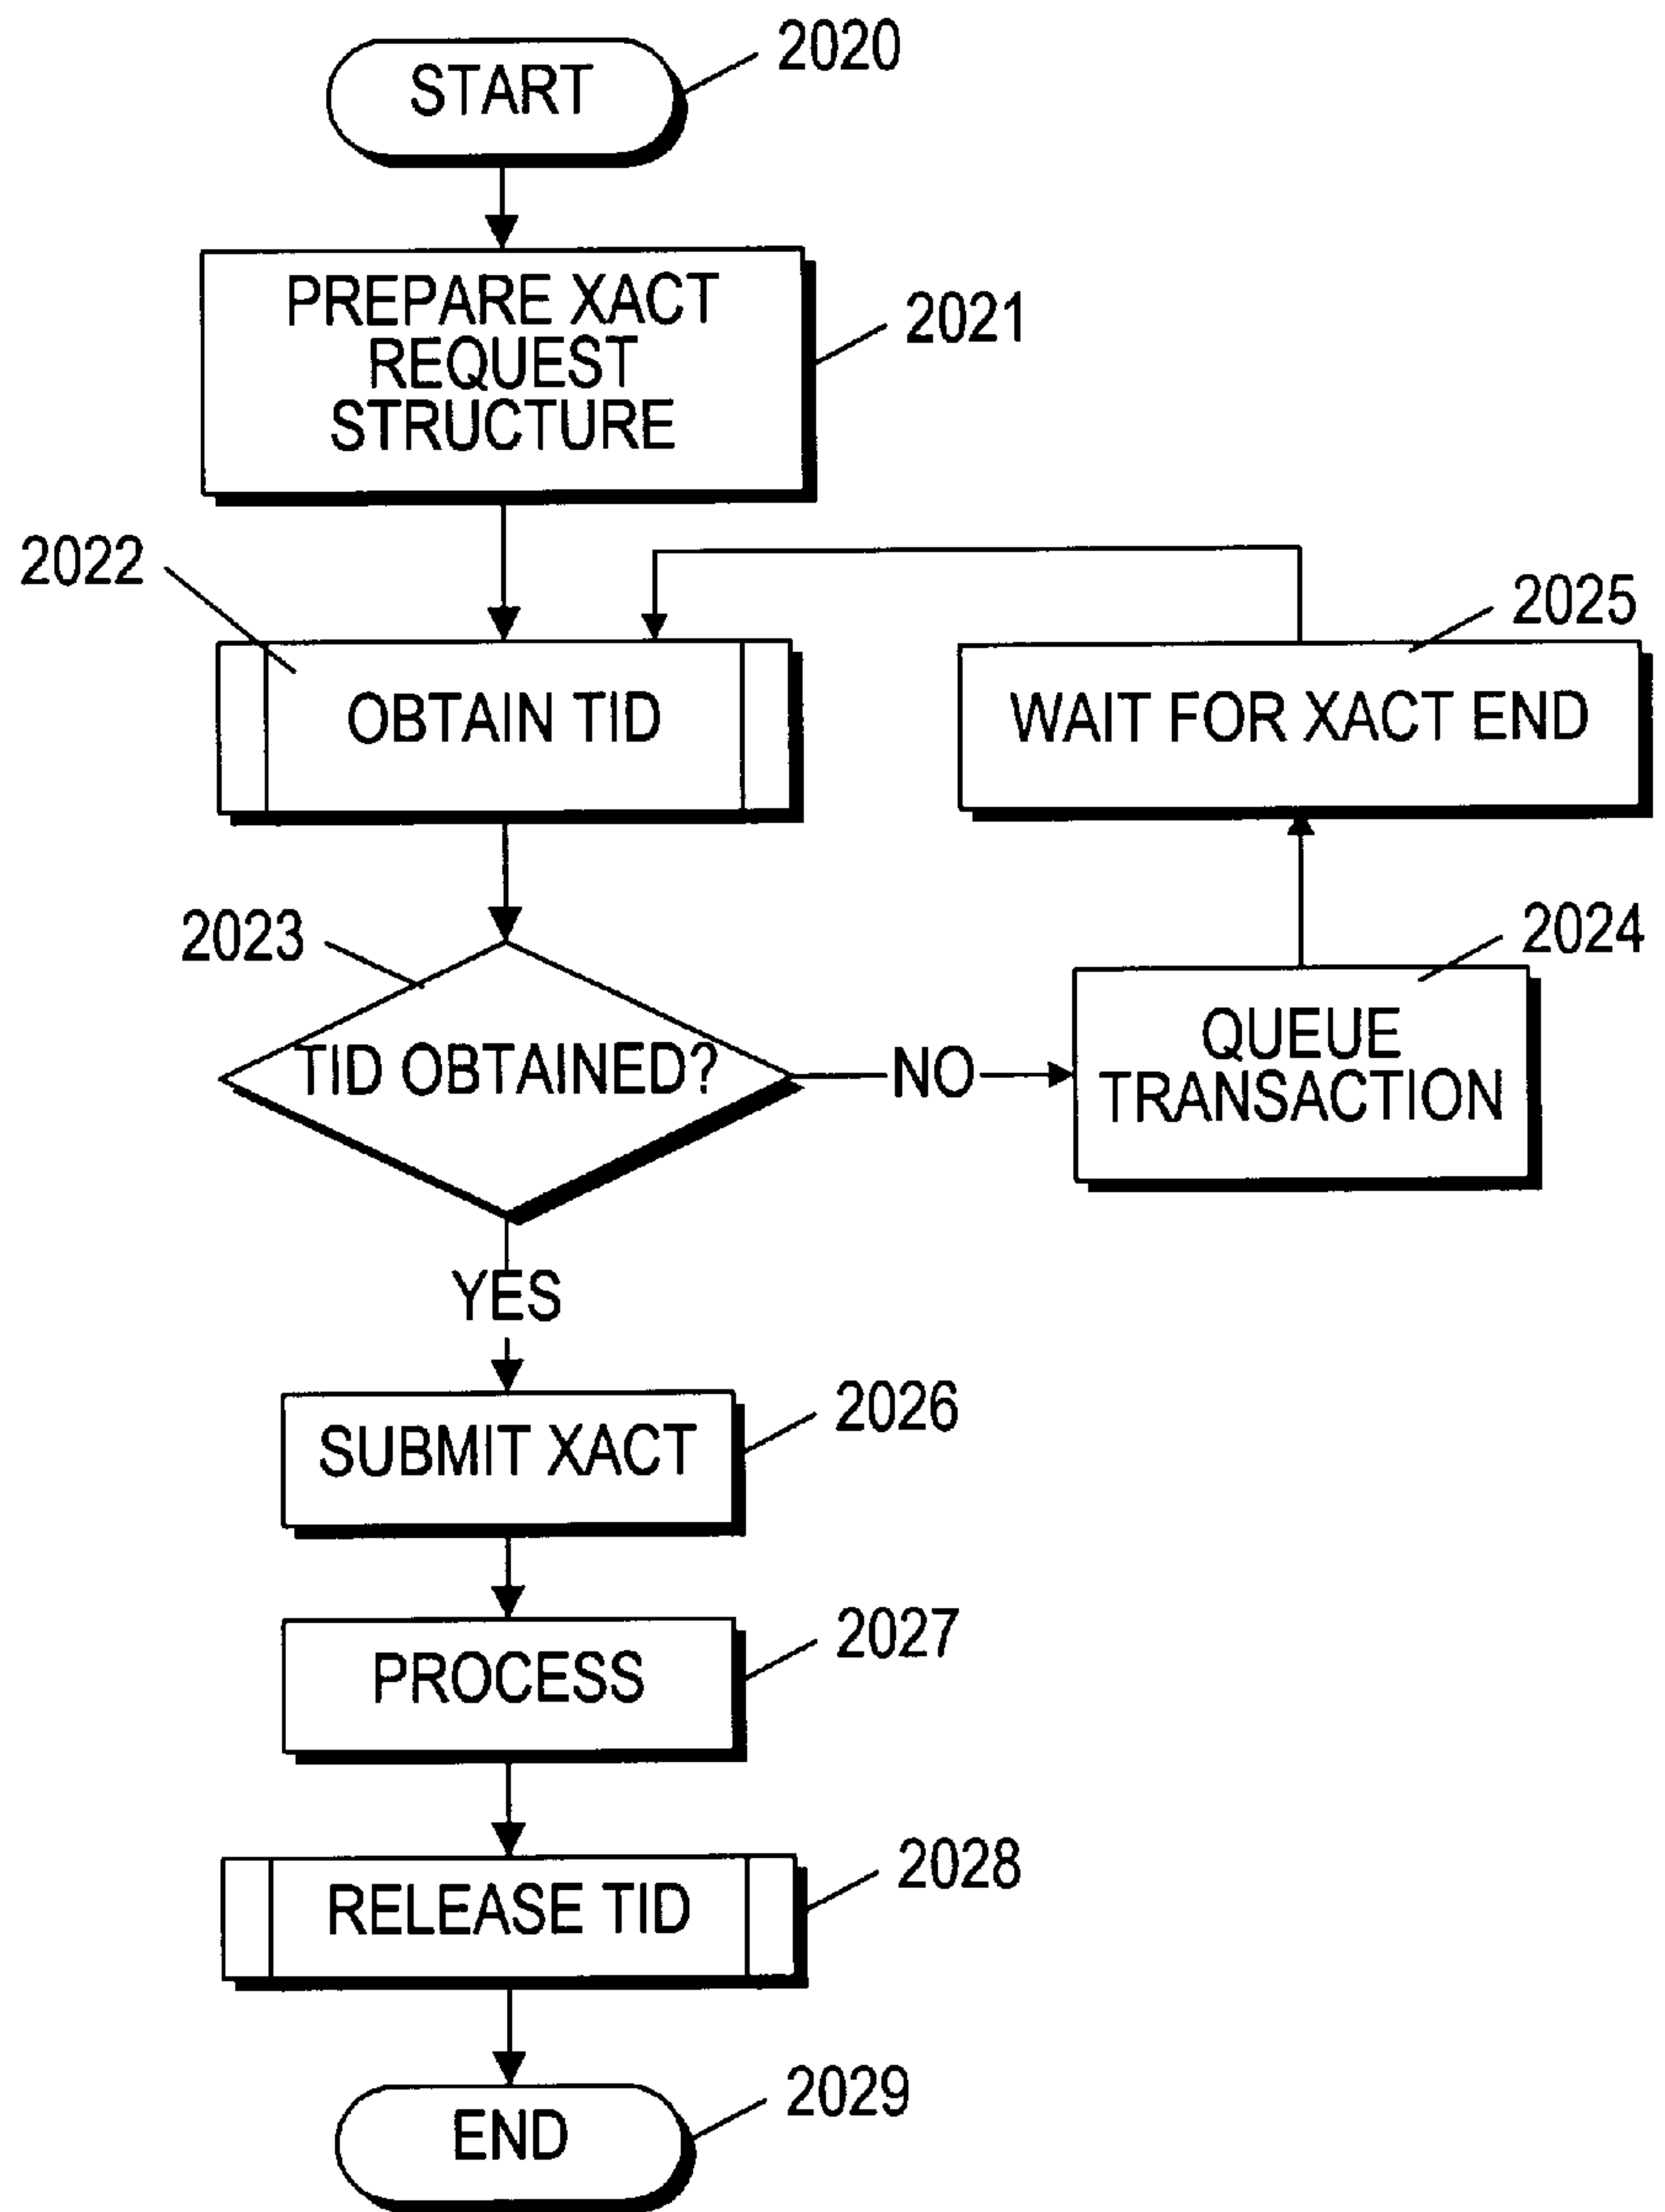 START
2020
PREPARE XACT
REQUEST
STRUCTURE
2021
2022
OBTAIN TID
2025
WAIT FOR XACT END
2023
TID OBTAINED?
NO
2024
QUEUE
TRANSACTION
YES
SUBMIT XACT
2026
PROCESS
2027
RELEASE TID
2028
END
2029